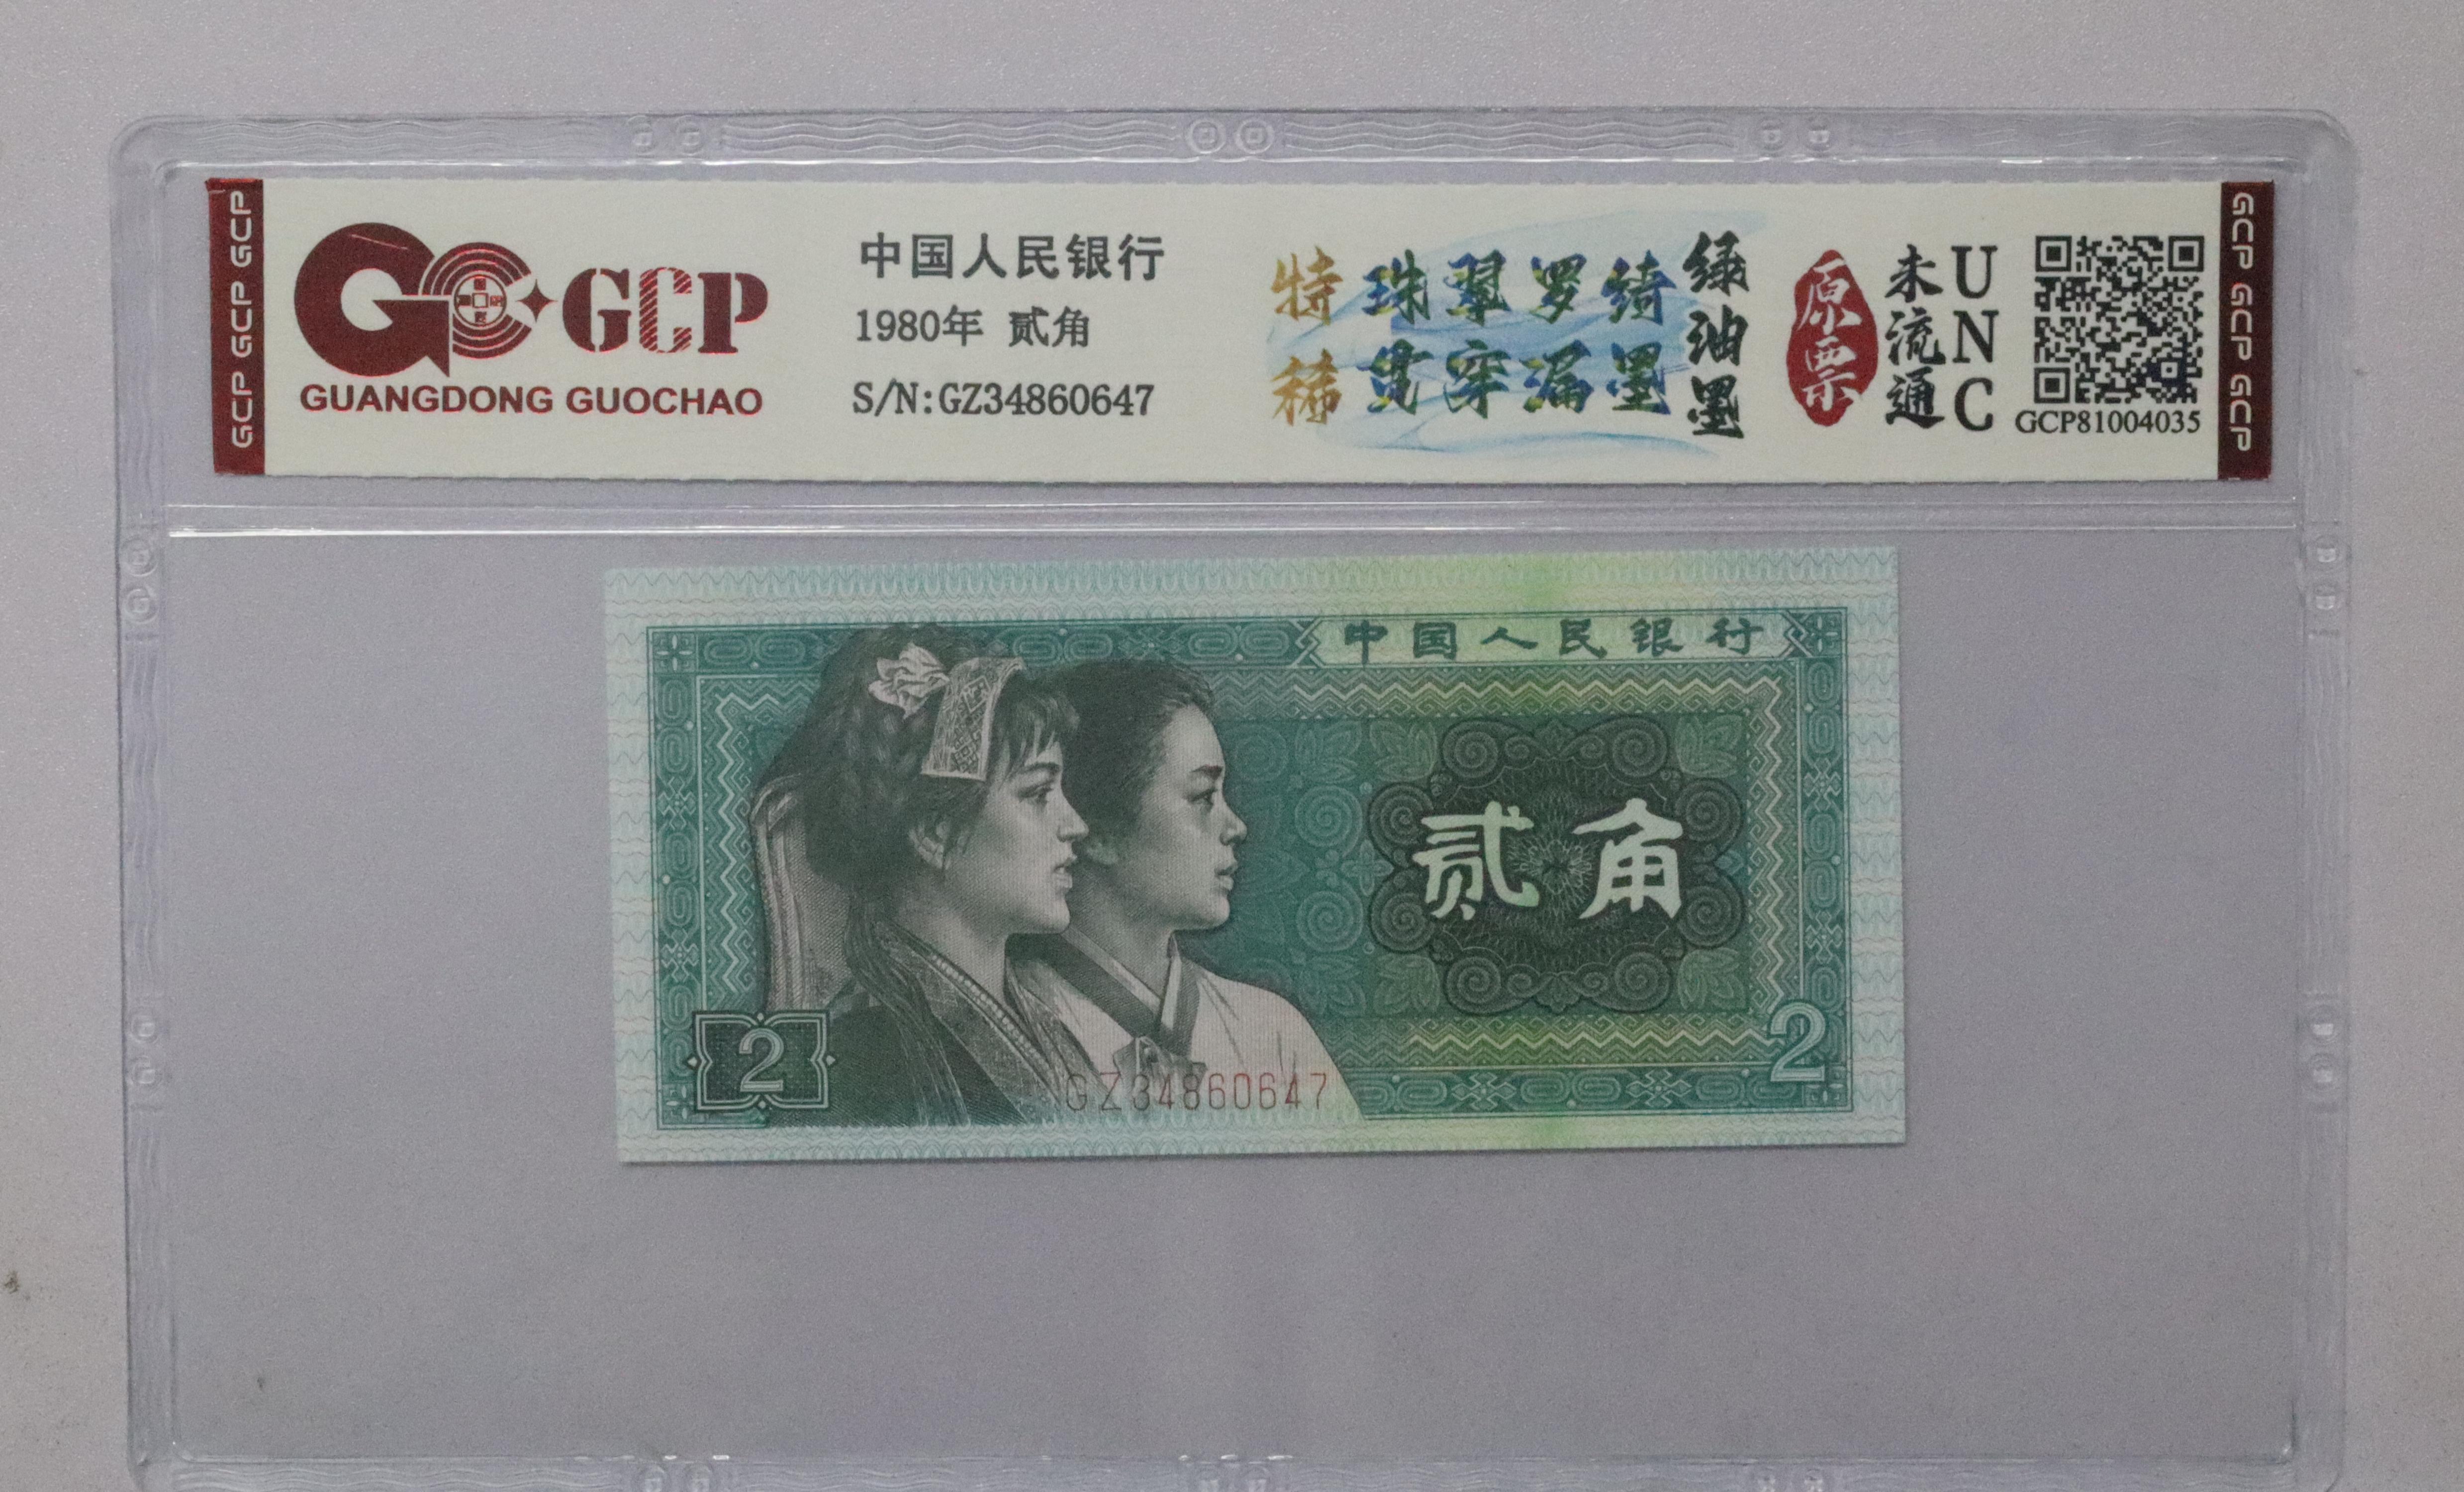 GCP GCP GCP
GCP
GUANGDONG GUOCHAO
中国人民银行
1980年 贰角
S/N:GZ34860647
特稀
珠翠罗绮
贯穿漏墨
绿油墨
原票
未流通
UNC
GCP81004035
GCP GCP GCP
中国人民银行
贰角
2
2
GZ34860647